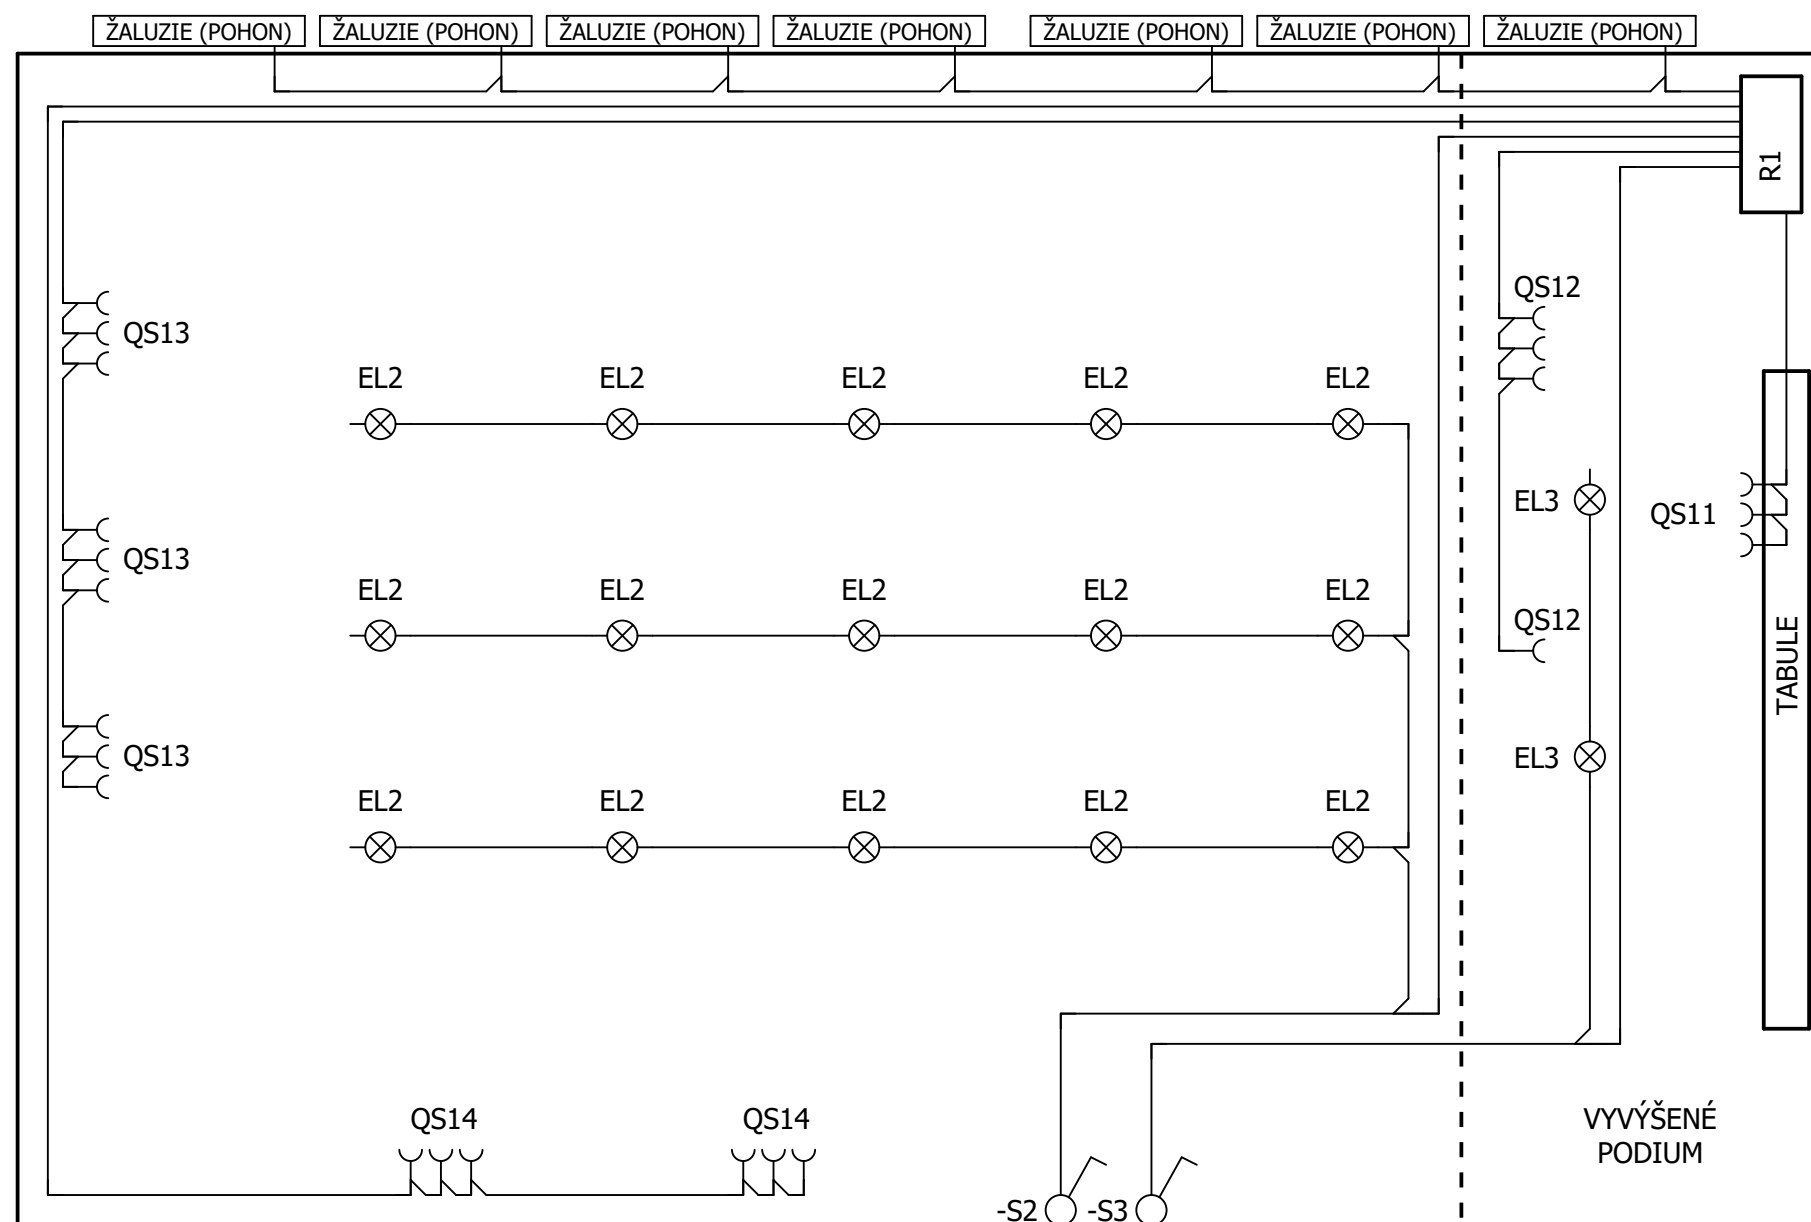 ŽALUZIE (POHON) ŽALUZIE (POHON) ŽALUZIE (POHON) ŽALUZIE (POHON) ŽALUZIE (POHON) ŽALUZIE (POHON) ŽALUZIE (POHON)
R1
QS12
QS13
EL2 EL2 EL2 EL2 EL2
EL3
QS11
QS13
EL2 EL2 EL2 EL2 EL2
QS12
TABULE
QS13
EL3
EL2 EL2 EL2 EL2 EL2
QS14 QS14
VYVÝŠENÉ
PODIUM
-S2 -S3